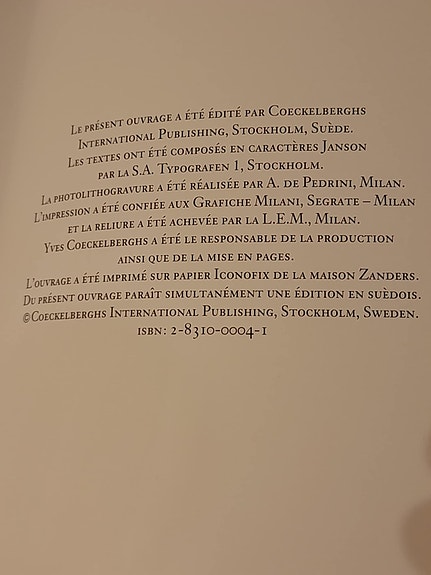 Le présent ouvrage a été édité par Coeckelberghs
International Publishing, Stockholm, Suède.
Les textes ont été composés en caractères Janson
par la S.A. Typografen 1, Stockholm.
La photolithogravure a été réalisée par A. de Pedrini, Milan.
L'impression a été confiée aux Grafiche Milani, Segrate – Milan
et la reliure a été achevée par la L.E.M., Milan.
Yves Coeckelberghs a été le responsable de la production
ainsi que de la mise en pages.
L'ouvrage a été imprimé sur papier Iconofix de la maison Zanders.
Du présent ouvrage paraît simultanément une édition en suèdois.
©Coeckelberghs International Publishing, Stockholm, Sweden.
isbn: 2-8310-0004-1